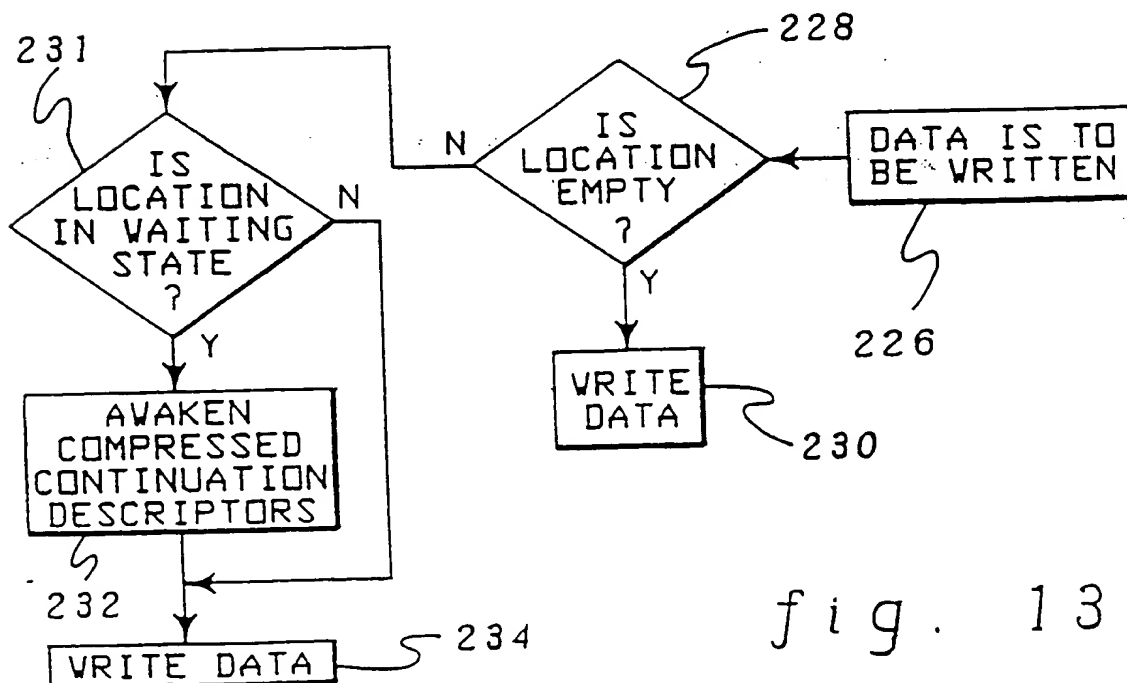 231
228
IS
LOCATION
IN WAITING
STATE
?
N
Y
N
IS
LOCATION
EMPTY
?
Y
DATA IS TO
BE WRITTEN
226
WRITE
DATA
230
AWAKEN
COMPRESSED
CONTINUATION
DESCRIPTORS
232
WRITE DATA
234
fig. 13